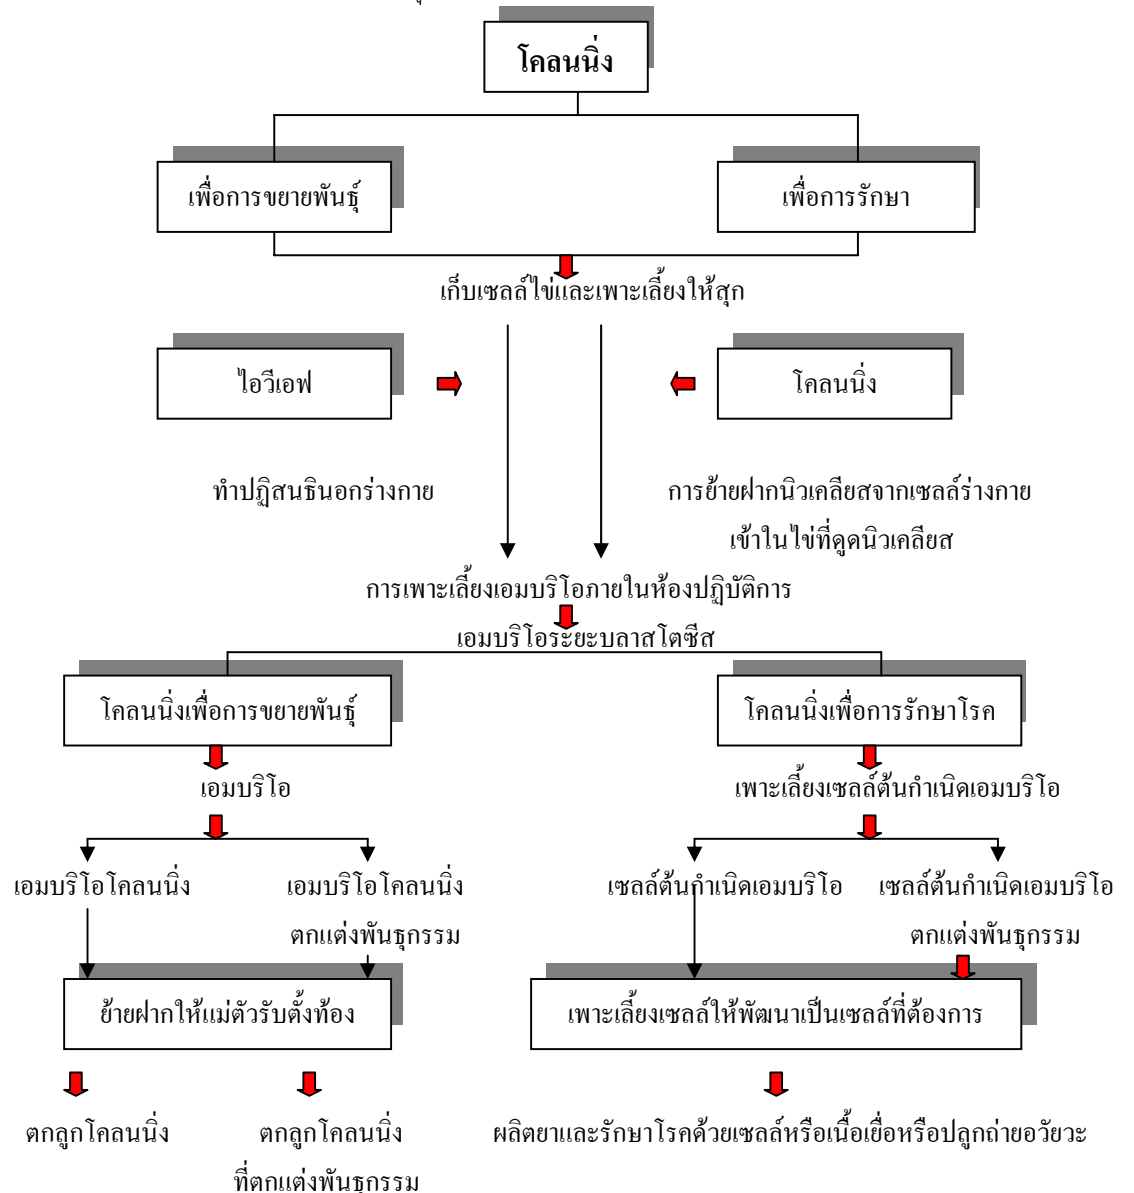 โคลนนิ่ง
เพื่อการขยายพันธุ์
เพื่อการรักษา
เก็บเซลล์ไข่และเพาะเลี้ยงให้สุก
ไอวีเอฟ
โคลนนิ่ง
ทำปฏิสนธินอกร่างกาย
การย้ายฝากนิวเคลียสจากเซลล์ร่างกาย
เข้าในไข่ที่ดูดนิวเคลียส
การเพาะเลี้ยงเอมบริโอภายในห้องปฏิบัติการ
เอมบริโอระยะบลาสโตซีส
โคลนนิ่งเพื่อการขยายพันธุ์
โคลนนิ่งเพื่อการรักษาโรค
เอมบริโอ
เพาะเลี้ยงเซลล์ต้นกำเนิดเอมบริโอ
เอมบริโอโคลนนิ่ง
เอมบริโอโคลนนิ่ง
ตกแต่งพันธุกรรม
เซลล์ต้นกำเนิดเอมบริโอ
เซลล์ต้นกำเนิดเอมบริโอ
ตกแต่งพันธุกรรม
ย้ายฝากให้แม่ตัวรับตั้งท้อง
เพาะเลี้ยงเซลล์ให้พัฒนาเป็นเซลล์ที่ต้องการ
ตกลูกโคลนนิ่ง
ตกลูกโคลนนิ่ง
ที่ตกแต่งพันธุกรรม
ผลิตยาและรักษาโรคด้วยเซลล์หรือเนื้อเยื่อหรือปลูกถ่ายอวัยวะ